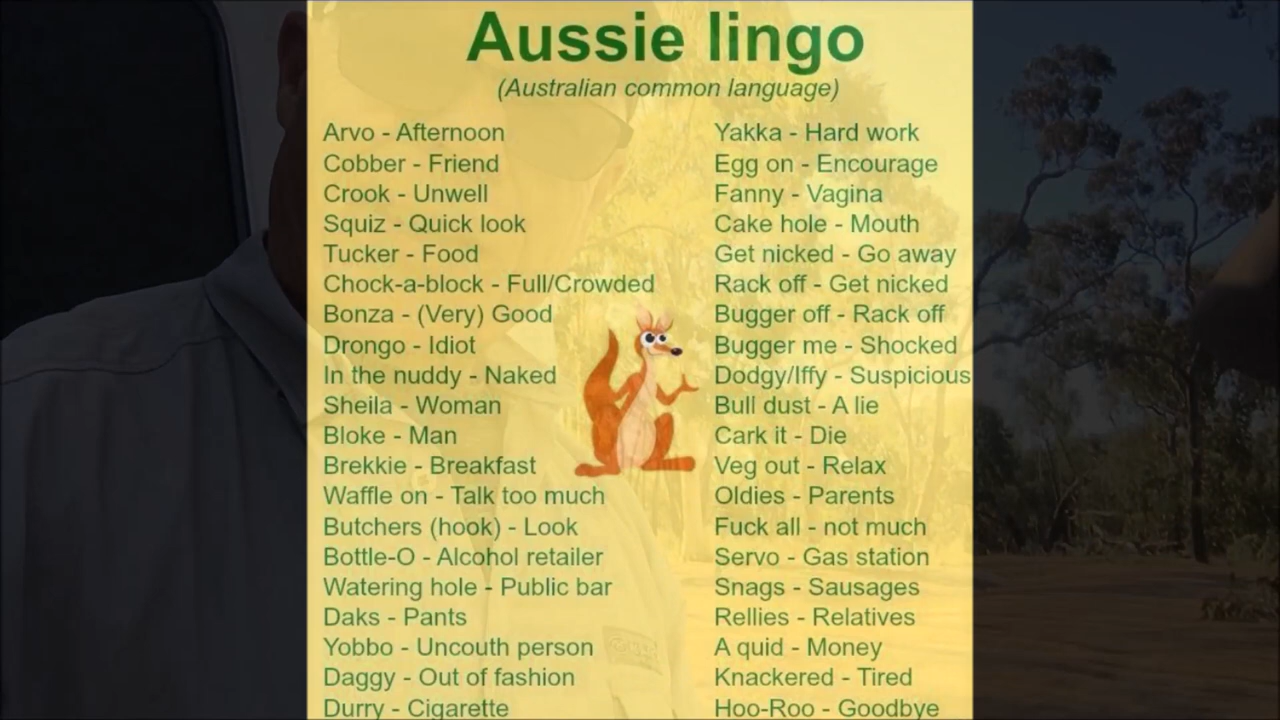 Aussie lingo
(Australian common language)
Arvo - Afternoon
Cobber - Friend
Crook - Unwell
Squiz - Quick look
Tucker - Food
Chock-a-block - Full/Crowded
Bonza - (Very) Good
Drongo - Idiot
In the nuddy - Naked
Sheila - Woman
Bloke - Man
Brekkie - Breakfast
Waffle on - Talk too much
Butchers (hook) - Look
Bottle-O - Alcohol retailer
Watering hole - Public bar
Daks - Pants
Yobbo - Uncouth person
Daggy - Out of fashion
Durry - Cigarette
Yakka - Hard work
Egg on - Encourage
Fanny - Vagina
Cake hole - Mouth
Get nicked - Go away
Rack off - Get nicked
Bugger off - Rack off
Bugger me - Shocked
Dodgy/Iffy - Suspicious
Bull dust - A lie
Cark it - Die
Veg out - Relax
Oldies - Parents
Fuck all - not much
Servo - Gas station
Snags - Sausages
Rellies - Relatives
A quid - Money
Knackered - Tired
Hoo-Roo - Goodbye